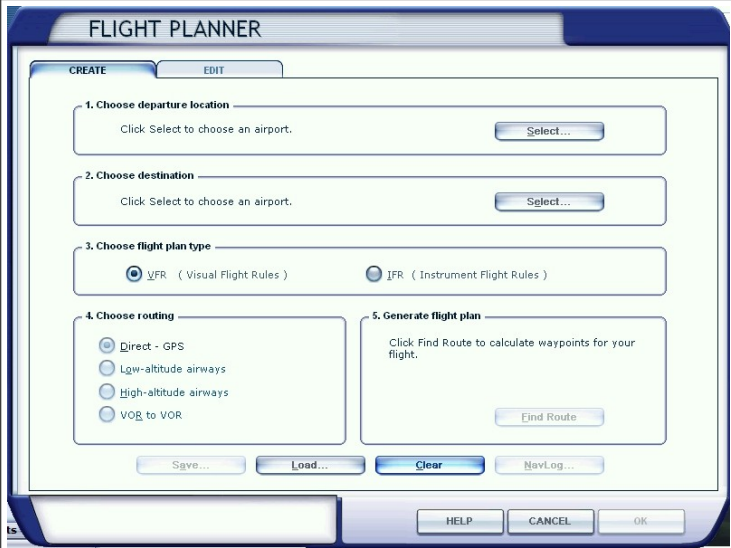 FLIGHT PLANNER
CREATE
EDIT
1. Choose departure location
Click Select to choose an airport.
Select...
2. Choose destination
Click Select to choose an airport.
Select...
3. Choose flight plan type
VFR ( Visual Flight Rules )
IFR ( Instrument Flight Rules )
4. Choose routing
Direct - GPS
Low-altitude airways
High-altitude airways
VOR to VOR
5. Generate flight plan
Click Find Route to calculate waypoints for your
flight.
Find Route
Save...
Load...
Clear
NavLog...
ts
HELP
CANCEL
OK